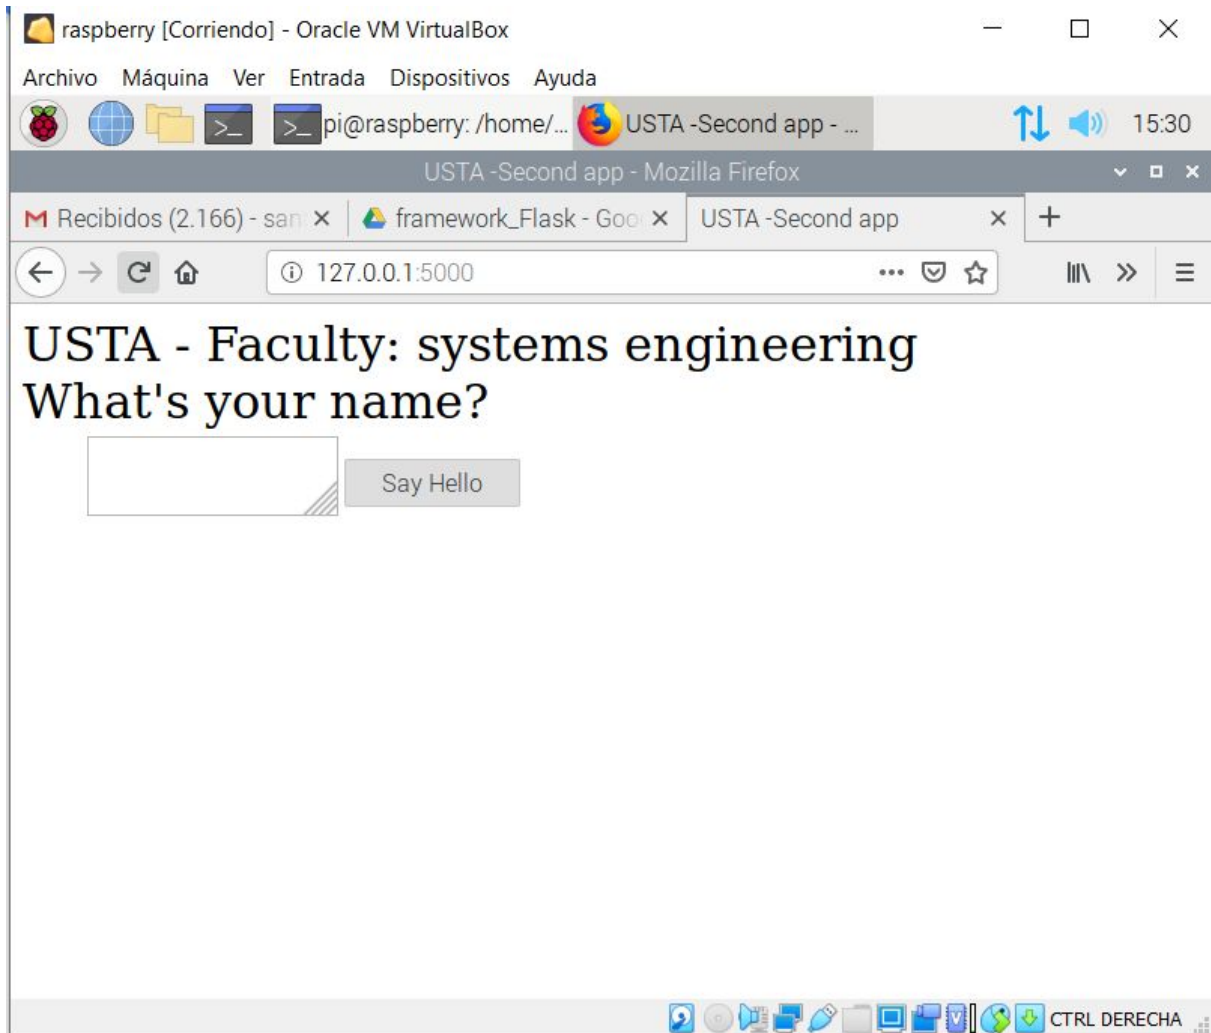 raspberry [Corriendo] - Oracle VM VirtualBox
Archivo Máquina Ver Entrada Dispositivos Ayuda
pi@raspberry: /home/... USTA -Second app - ... 15:30
USTA -Second app - Mozilla Firefox
Recibidos (2.166) - san framework_Flask - Goo USTA -Second app
127.0.0.1:5000
USTA - Faculty: systems engineering
What's your name?
Say Hello
CTRL DERECHA